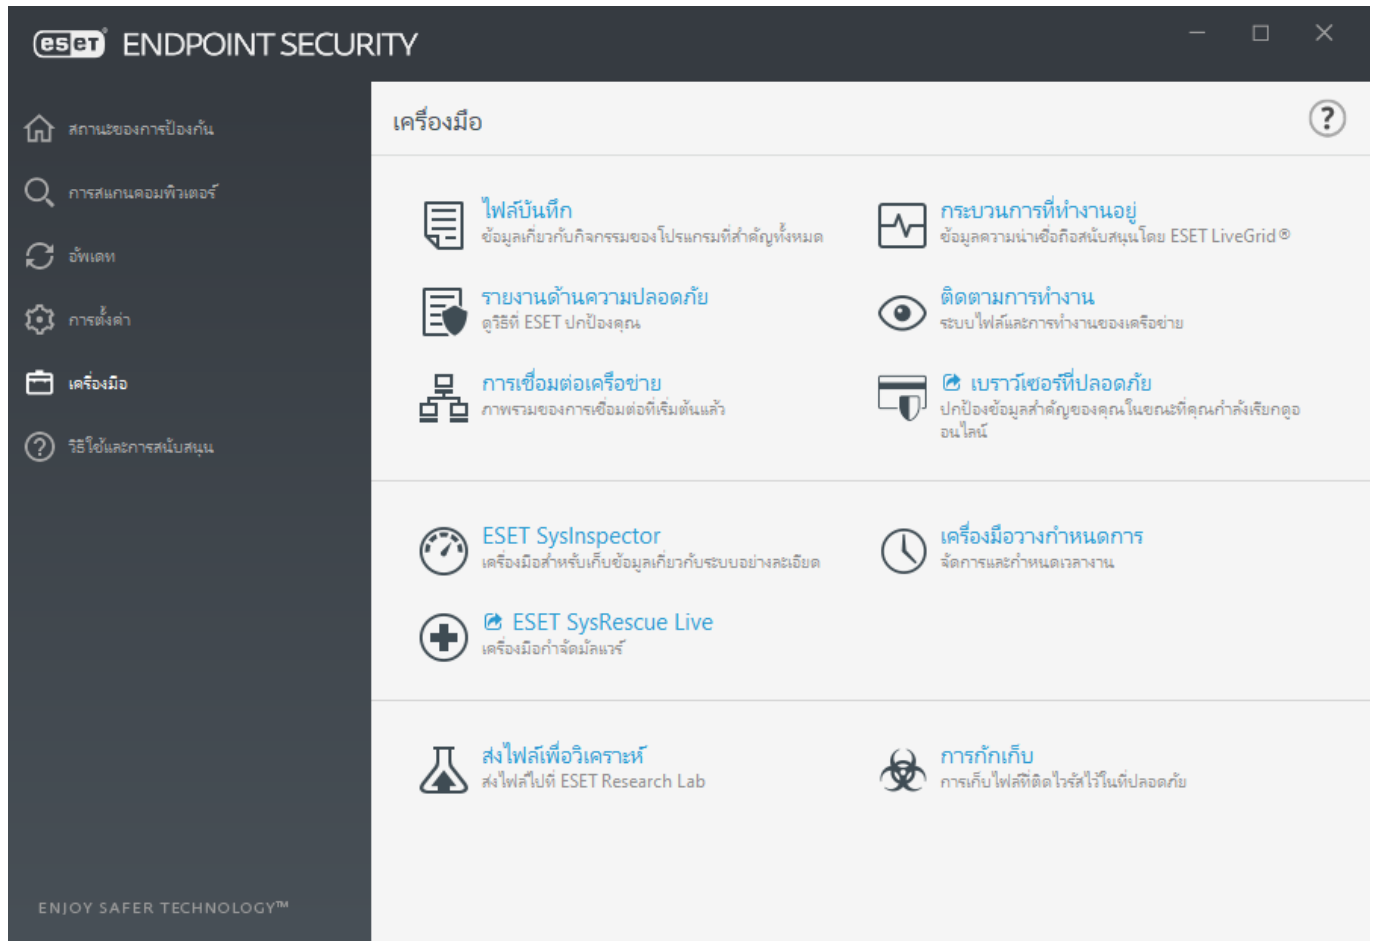 eset ENDPOINT SECURITY
สถานะของการป้องกัน
การสแกนคอมพิวเตอร์
อัพเดท
การตั้งค่า
เครื่องมือ
วิธีใช้และการสนับสนุน
ENJOY SAFER TECHNOLOGY™
เครื่องมือ
?
ไฟล์บันทึก
ข้อมูลเกี่ยวกับกิจกรรมของโปรแกรมที่สำคัญทั้งหมด
กระบวนการที่ทำงานอยู่
ข้อมูลความน่าเชื่อถือสนับสนุนโดย ESET LiveGrid®
รายงานด้านความปลอดภัย
ดูวิธีที่ ESET ปกป้องคุณ
ติดตามการทำงาน
ระบบไฟล์และการทำงานของเครือข่าย
การเชื่อมต่อเครือข่าย
ภาพรวมของการเชื่อมต่อที่เริ่มต้นแล้ว
เบราว์เซอร์ที่ปลอดภัย
ปกป้องข้อมูลสำคัญของคุณในขณะที่คุณกำลังเรียกดูอ
อนไลน์
ESET SysInspector
เครื่องมือสำหรับเก็บข้อมูลเกี่ยวกับระบบอย่างละเอียด
เครื่องมือวางกำหนดการ
จัดการและกำหนดเวลางาน
ESET SysRescue Live
เครื่องมือกำจัดมัลแวร์
ส่งไฟล์เพื่อวิเคราะห์
ส่งไฟล์ไปที่ ESET Research Lab
การกักเก็บ
การเก็บไฟล์ที่ติดไวรัสไว้ในที่ปลอดภัย